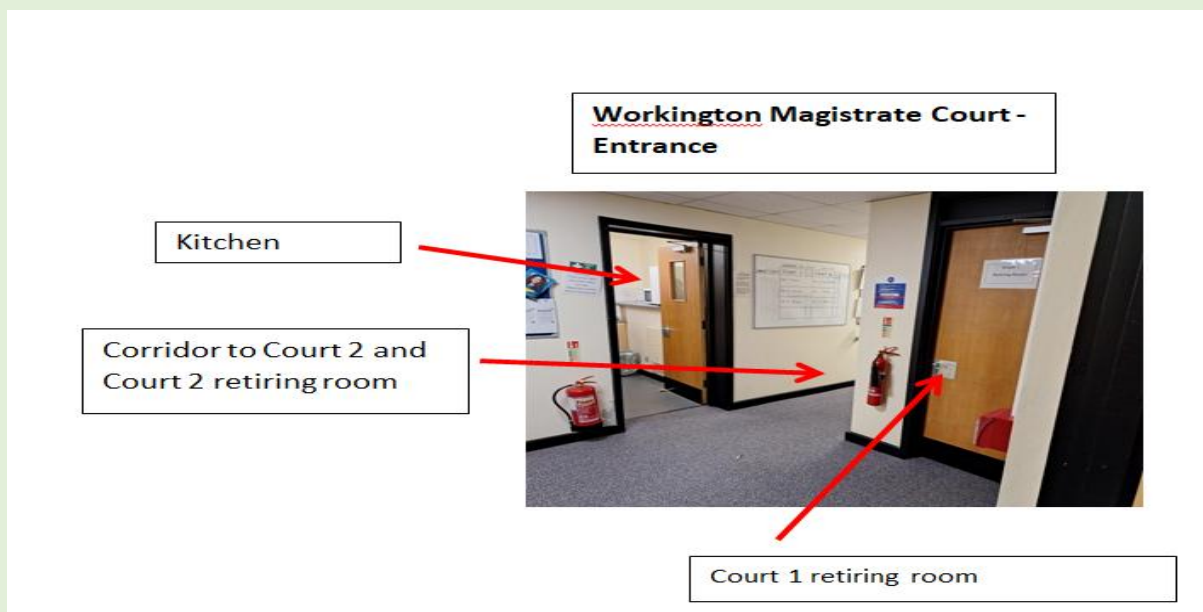 Workington Magistrate Court -
Entrance
Kitchen
Corridor to Court 2 and
Court 2 retiring room
Court 1 retiring room